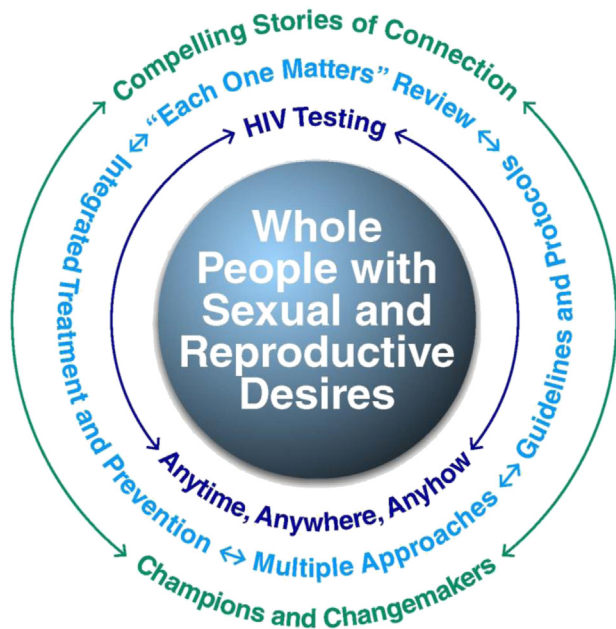 Compelling Stories of Connection
"Each One Matters" Review
HIV Testing
Whole
People with
Sexual and
Reproductive
Desires
Integrated Treatment and Prevention
Guidelines and Protocols
Anytime, Anywhere, Anyhow
Multiple Approaches
Champions and Changemakers